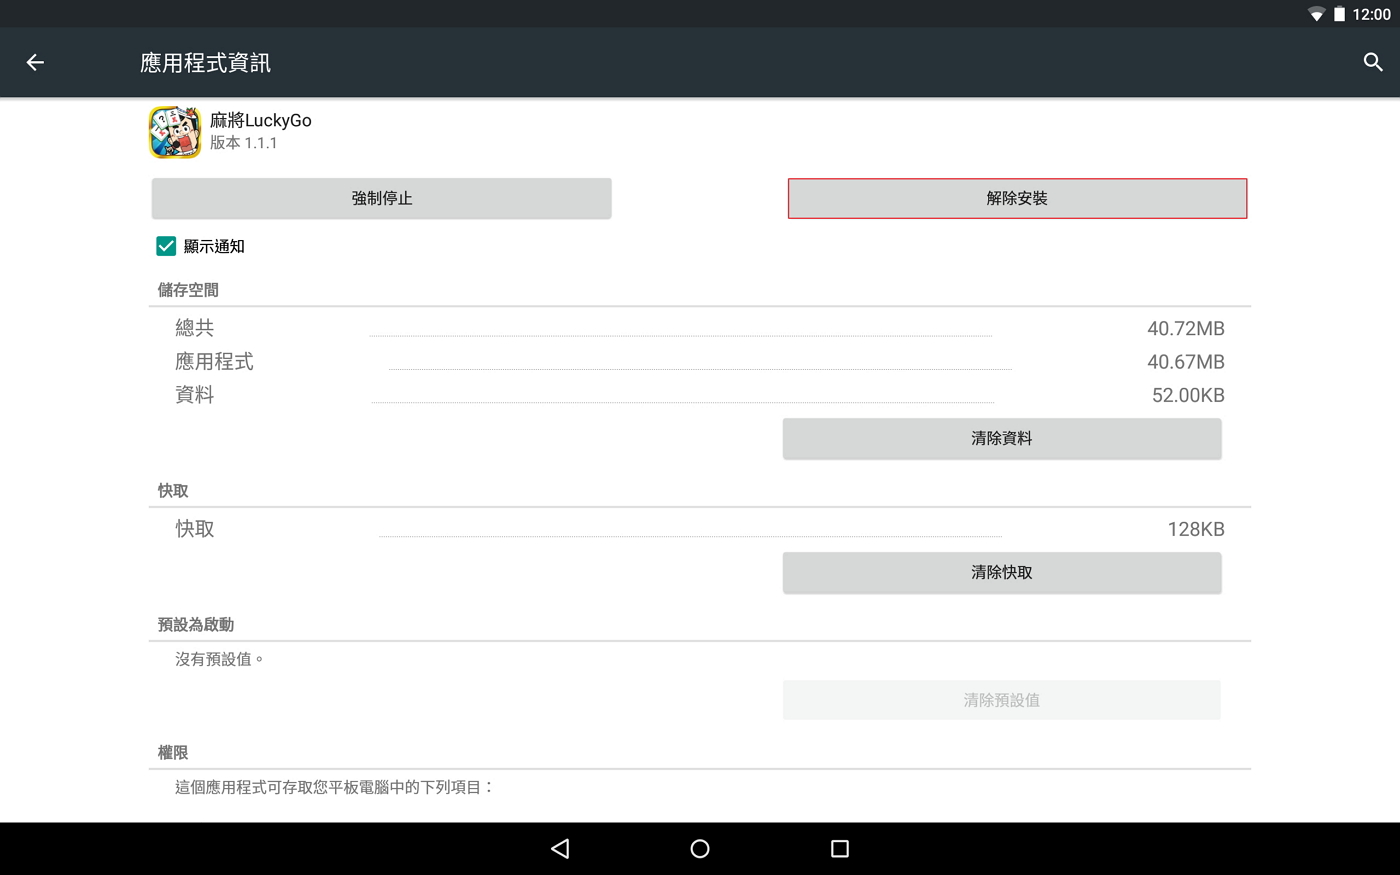 12:00
應用程式資訊
麻將LuckyGo
版本 1.1.1
強制停止
解除安裝
顯示通知
儲存空間
總共 40.72MB
應用程式 40.67MB
資料 52.00KB
清除資料
快取
快取 128KB
清除快取
預設為啟動
沒有預設值。
清除預設值
權限
這個應用程式可存取您平板電腦中的下列項目：